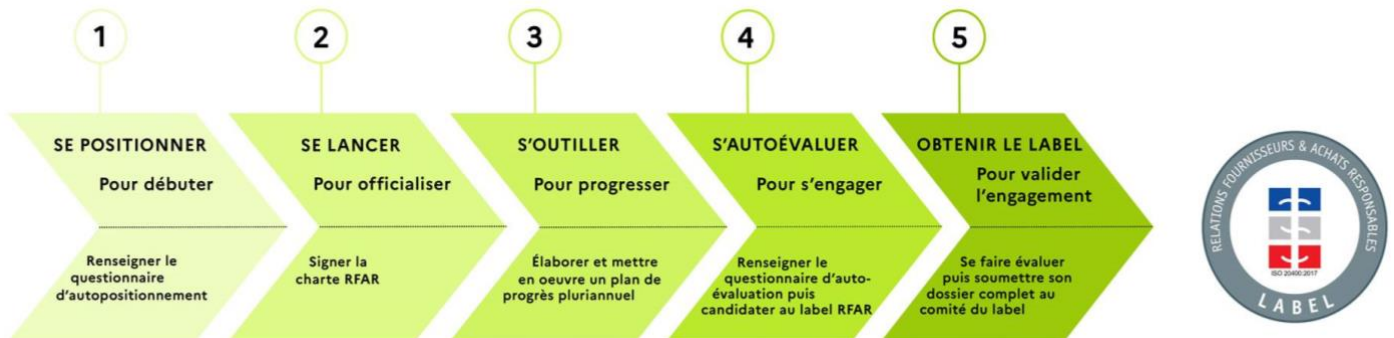 1
SE POSITIONNER
Pour débuter
Renseigner le
questionnaire
d'autopositionnement
2
SE LANCER
Pour officialiser
Signer la
charte RFAR
3
S'OUTILLER
Pour progresser
Élaborer et mettre
en oeuvre un plan de
progrès pluriannuel
4
S'AUTOÉVALUER
Pour s'engager
Renseigner le
questionnaire d'auto-
évaluation puis
candidater au label RFAR
5
OBTENIR LE LABEL
Pour valider
l'engagement
Se faire évaluer
puis soumettre son
dossier complet au
comité du label
RELATIONS FOURNISSEURS & ACHATS RESPONSABLES
ISO 20400:2017
LABEL